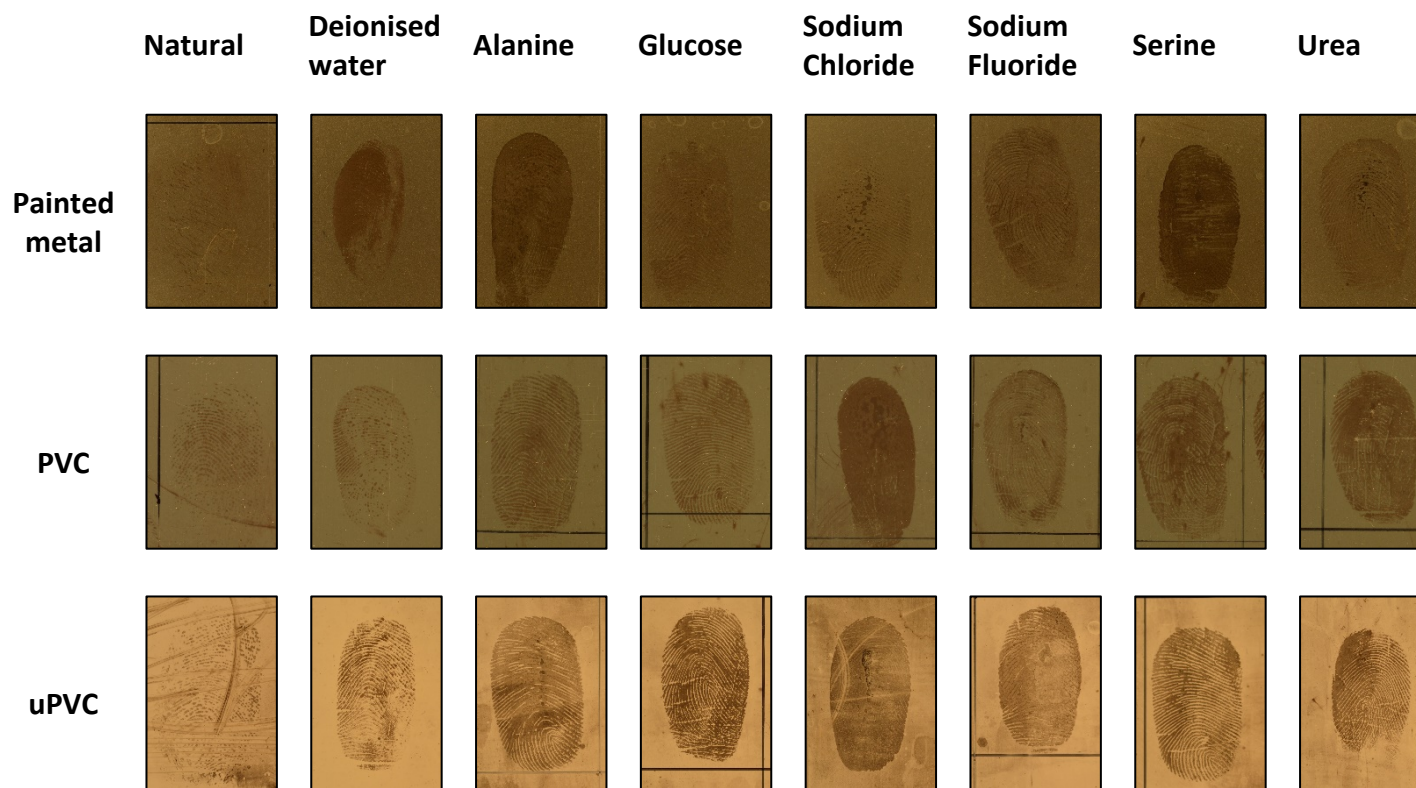 Natural
Deionised
water
Alanine
Glucose
Sodium
Chloride
Sodium
Fluoride
Serine
Urea
Painted
metal
PVC
uPVC